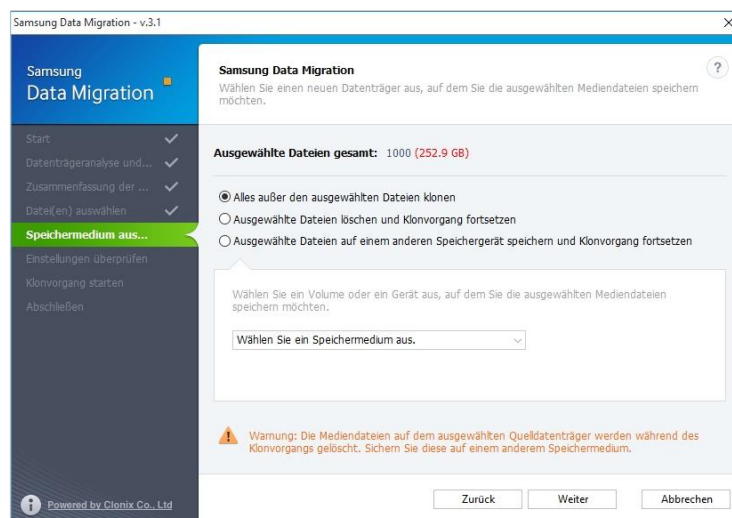 Samsung Data Migration - v.3.1
Samsung
Data Migration
Start
Datenträgeranalyse und...
Zusammenfassung der ...
Datei(en) auswählen
Speichermedium aus...
Einstellungen überprüfen
Klonvorgang starten
Abschließen
Powered by Clonix Co., Ltd
Samsung Data Migration
Wählen Sie einen neuen Datenträger aus, auf dem Sie die ausgewählten Mediendateien speichern
möchten.
?
Ausgewählte Dateien gesamt: 1000 (252.9 GB)
Alles außer den ausgewählten Dateien klonen
Ausgewählte Dateien löschen und Klonvorgang fortsetzen
Ausgewählte Dateien auf einem anderen Speichergerät speichern und Klonvorgang fortsetzen
Wählen Sie ein Volume oder ein Gerät aus, auf dem Sie die ausgewählten Mediendateien
speichern möchten.
Wählen Sie ein Speichermedium aus.
Warnung: Die Mediendateien auf dem ausgewählten Quelldatenträger werden während des
Klonvorgangs gelöscht. Sichern Sie diese auf einem anderem Speichermedium.
Zurück
Weiter
Abbrechen